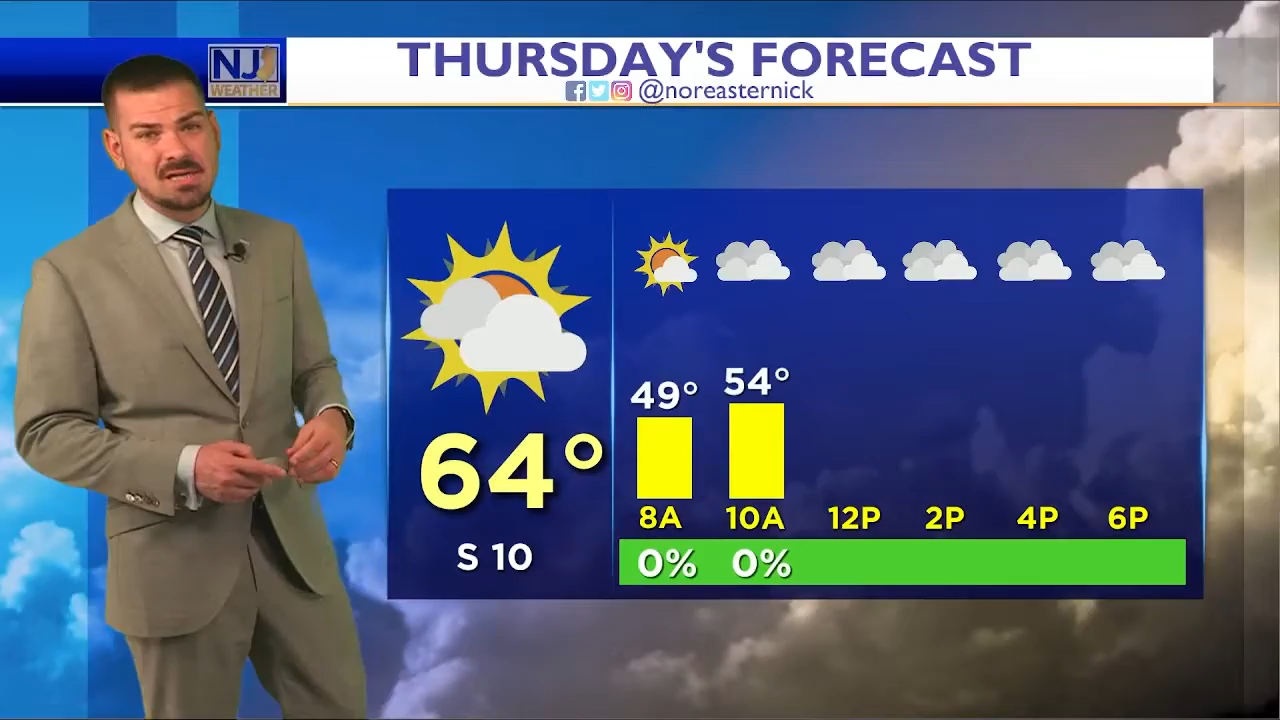 NJ
WEATHER
THURSDAY'S FORECAST
@noreasternick
64°
S 10
49° 54°
8A 10A 12P 2P 4P 6P
0% 0%